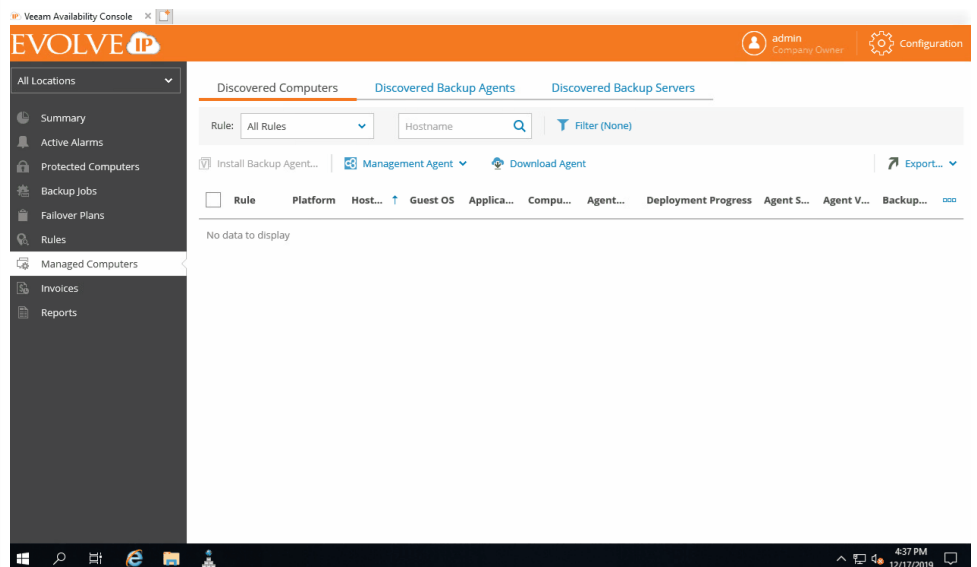 Veeam Availability Console
EVOLVE IP
admin
Company Owner
Configuration
All Locations
Summary
Active Alarms
Protected Computers
Backup Jobs
Failover Plans
Rules
Managed Computers
Invoices
Reports
Discovered Computers Discovered Backup Agents Discovered Backup Servers
Rule: All Rules Hostname Filter (None)
Install Backup Agent... Management Agent Download Agent Export...
Rule Platform Host... ↑ Guest OS Applica... Compu... Agent... Deployment Progress Agent S... Agent V... Backup...
No data to display
4:37 PM
12/17/2019